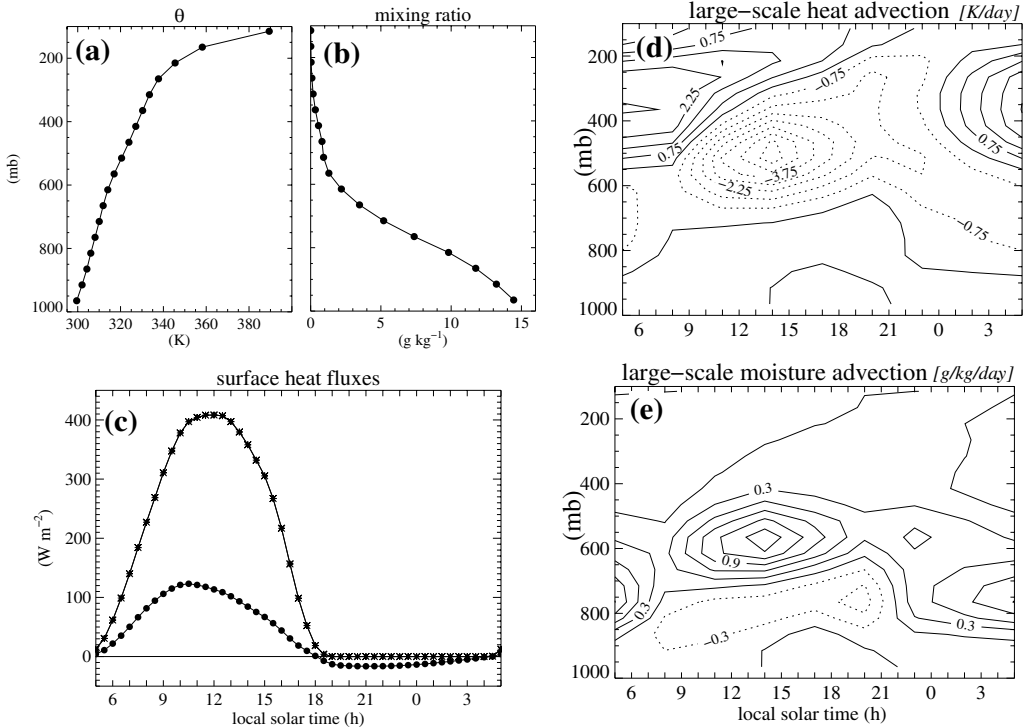 θ
(a)
200
400
600
800
1000
(mb)
300 320 340 360 380
(K)
mixing ratio
(b)
0 5 10 15
(g kg⁻¹)
large−scale heat advection [K/day]
(d)
0.75
2.25
0.75
−0.75
−3.75
−2.25
0.75
−0.75
200
400
600
800
1000
(mb)
6 9 12 15 18 21 0 3
surface heat fluxes
(c)
400
300
200
100
0
(W m⁻²)
6 9 12 15 18 21 0 3
local solar time (h)
large−scale moisture advection [g/kg/day]
(e)
0.3
0.9
0.3
−0.3
0.3
200
400
600
800
1000
(mb)
6 9 12 15 18 21 0 3
local solar time (h)